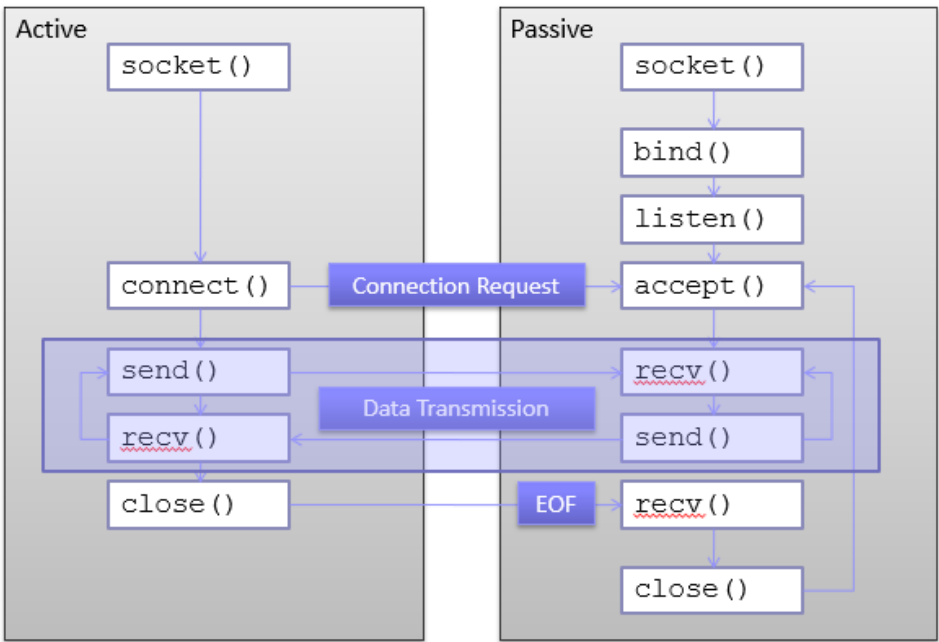 Active
socket()
connect()
send()
recv()
close()
Connection Request
Data Transmission
EOF
Passive
socket()
bind()
listen()
accept()
recv()
send()
recv()
close()